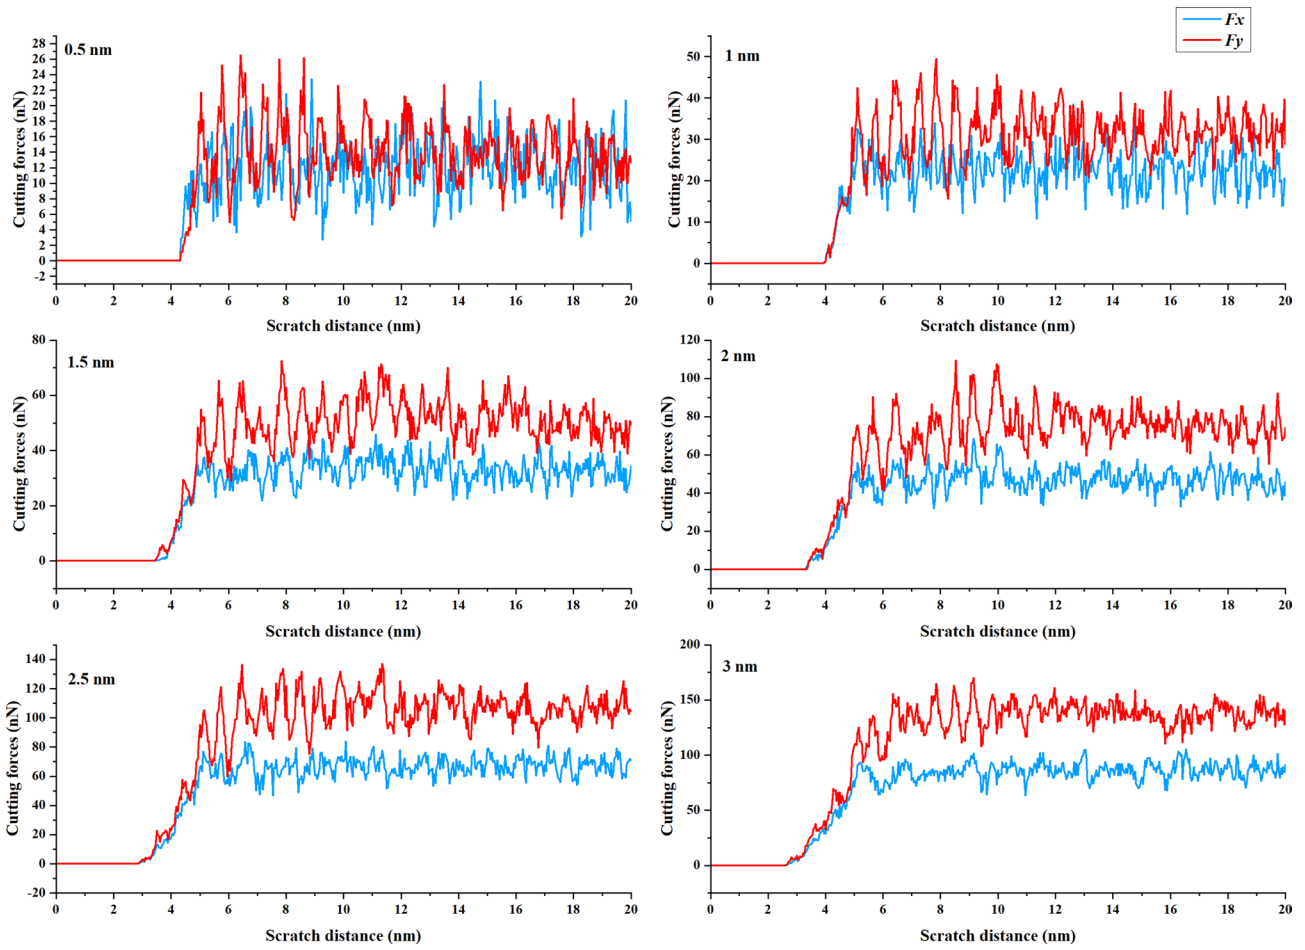 Fx
Fy
0.5 nm
28
26
24
22
20
18
16
14
12
10
8
6
4
2
0
-2
Cutting forces (nN)
0 2 4 6 8 10 12 14 16 18 20
Scratch distance (nm)
1 nm
50
40
30
20
10
0
Cutting forces (nN)
0 2 4 6 8 10 12 14 16 18 20
Scratch distance (nm)
1.5 nm
80
60
40
20
0
Cutting forces (nN)
0 2 4 6 8 10 12 14 16 18 20
Scratch distance (nm)
2 nm
120
100
80
60
40
20
0
Cutting forces (nN)
0 2 4 6 8 10 12 14 16 18 20
Scratch distance (nm)
2.5 nm
140
120
100
80
60
40
20
0
-20
Cutting forces (nN)
0 2 4 6 8 10 12 14 16 18 20
Scratch distance (nm)
3 nm
200
150
100
50
0
Cutting forces (nN)
0 2 4 6 8 10 12 14 16 18 20
Scratch distance (nm)